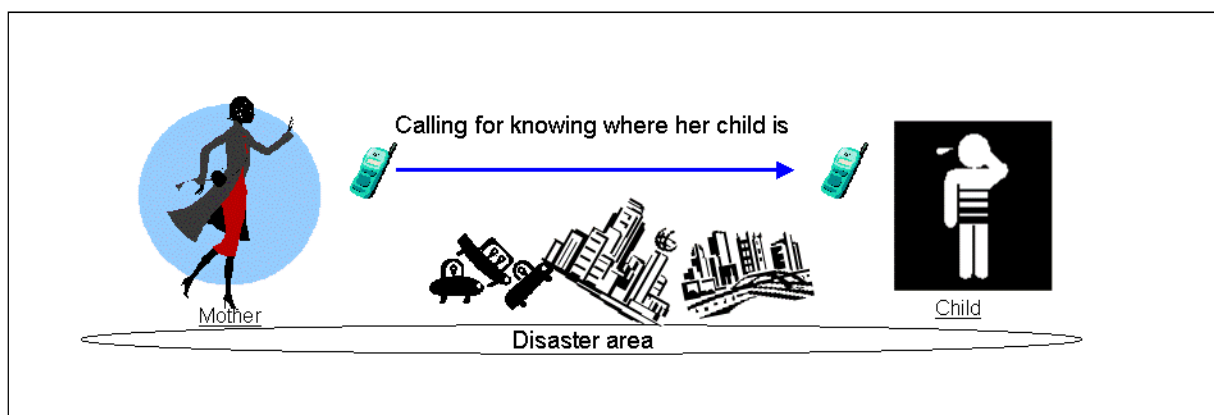 Calling for knowing where her child is
Mother
Child
Disaster area